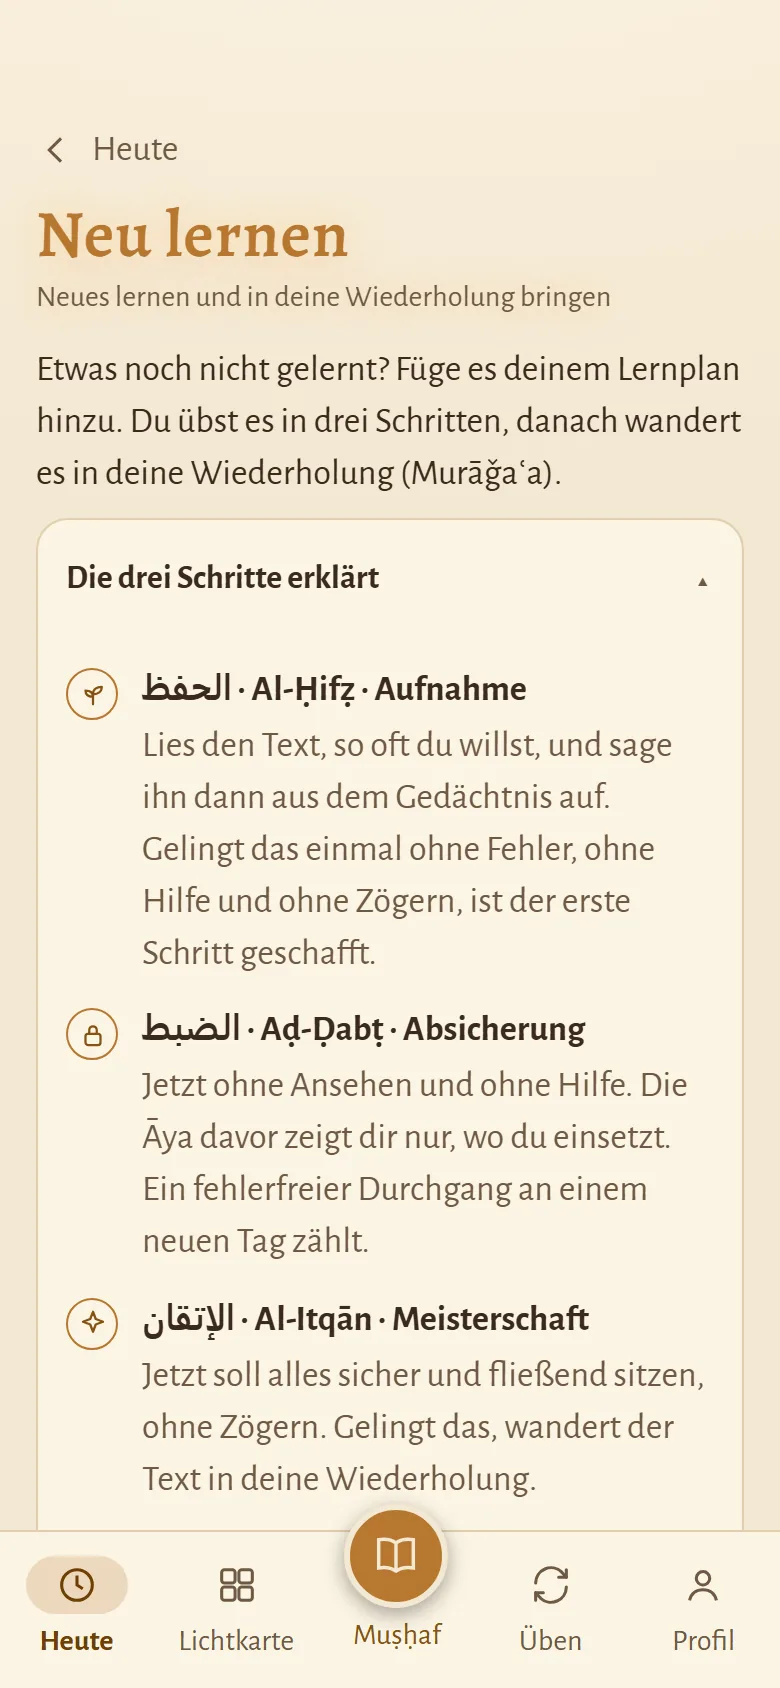 Heute
Neu lernen
Neues lernen und in deine Wiederholung bringen
Etwas noch nicht gelernt? Füge es deinem Lernplan
hinzu. Du übst es in drei Schritten, danach wandert
es in deine Wiederholung (Murāǧaʿa).
Die drei Schritte erklärt
الحفظ · Al-Ḥifẓ · Aufnahme
Lies den Text, so oft du willst, und sage
ihn dann aus dem Gedächtnis auf.
Gelingt das einmal ohne Fehler, ohne
Hilfe und ohne Zögern, ist der erste
Schritt geschafft.
الضبط · Aḍ-Ḍabṭ · Absicherung
Jetzt ohne Ansehen und ohne Hilfe. Die
Āya davor zeigt dir nur, wo du einsetzt.
Ein fehlerfreier Durchgang an einem
neuen Tag zählt.
الإتقان · Al-Itqān · Meisterschaft
Jetzt soll alles sicher und fließend sitzen,
ohne Zögern. Gelingt das, wandert der
Text in deine Wiederholung.
Heute
Lichtkarte
Muṣḥaf
Üben
Profil